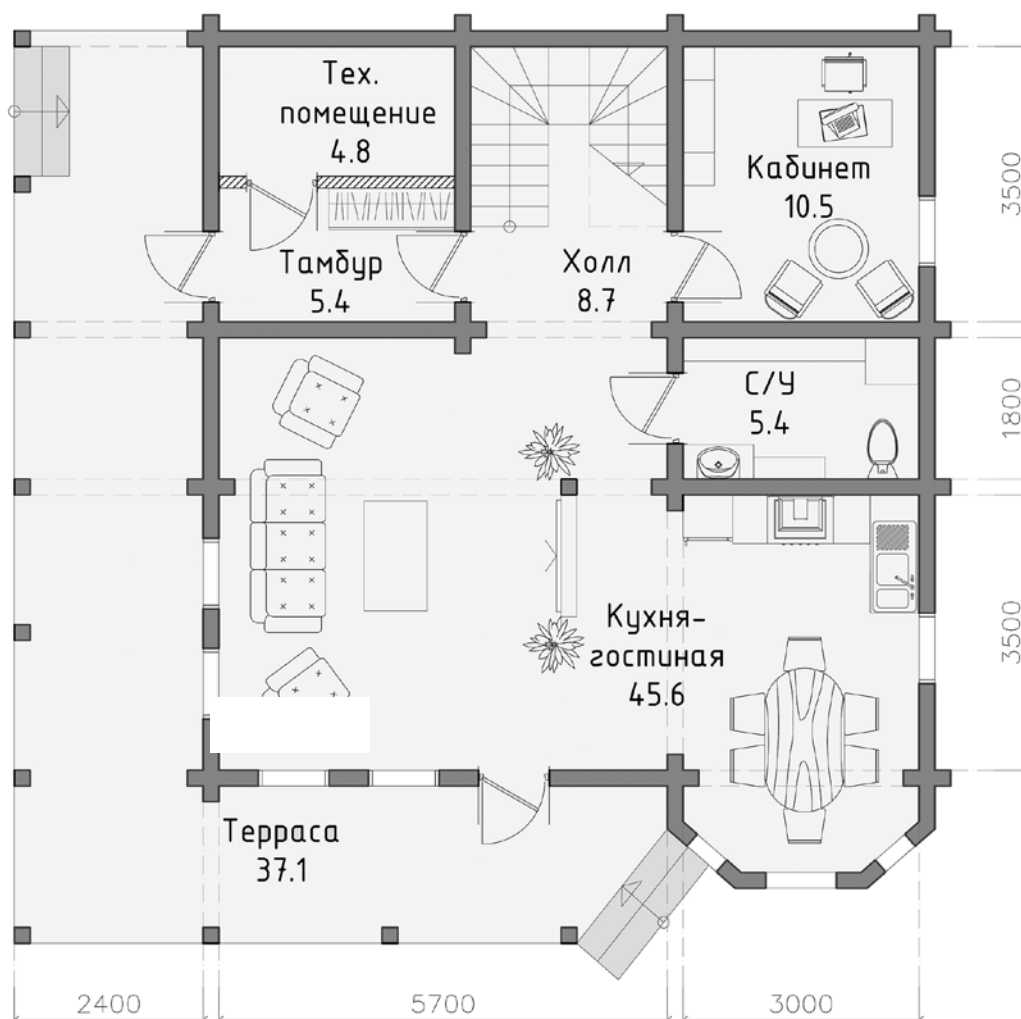 Тех.
помещение
4.8
Кабинет
10.5
3500
Тамбур
5.4
Холл
8.7
С/У
5.4
1800
Кухня-
гостиная
45.6
3500
Терраса
37.1
2400
5700
3000